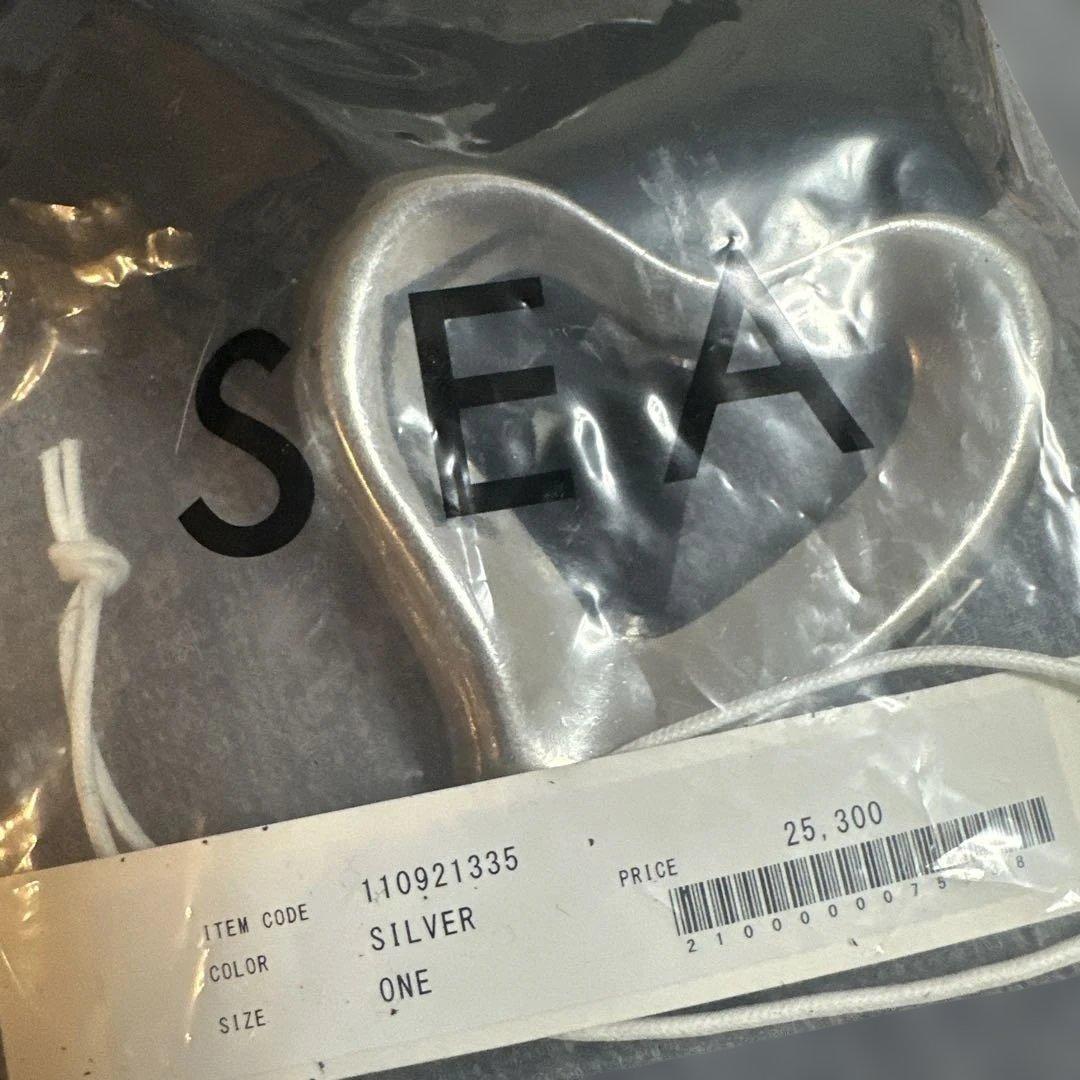 SEA
ITEM CODE 110921335
COLOR SILVER
SIZE ONE
PRICE 25,300